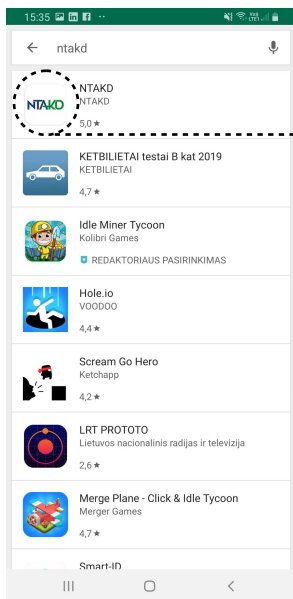 15:35
ntakd
NTAKD
NTAKD
NTAKD
5,0 ★
KETBILIETAI testai B kat 2019
KETBILIETAI
4,7 ★
Idle Miner Tycoon
Kolibri Games
REDAKTORIAUS PASIRINKIMAS
Hole.io
VOODOO
4,4 ★
Scream Go Hero
Ketchapp
4,2 ★
LRT PROTOTO
Lietuvos nacionalinis radijas ir televizija
2,6 ★
Merge Plane - Click & Idle Tycoon
Merger Games
4,7 ★
Smart-ID